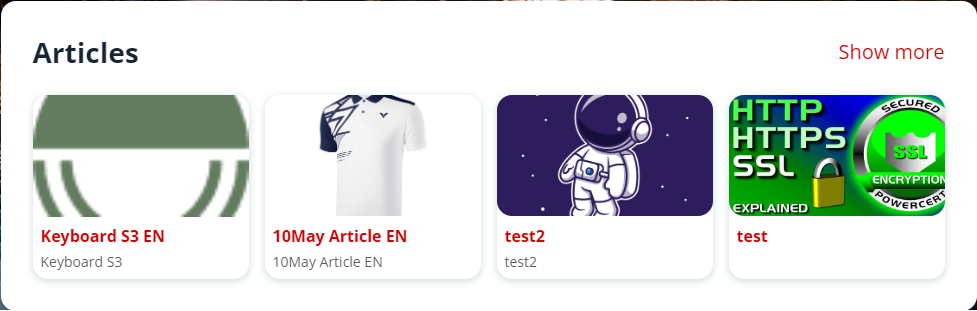 Articles
Show more
Keyboard S3 EN
Keyboard S3
10May Article EN
10May Article EN
test2
test2
HTTP
HTTPS
SSL
EXPLAINED
SECURED
SSL
ENCRYPTION
POWERCERT
test